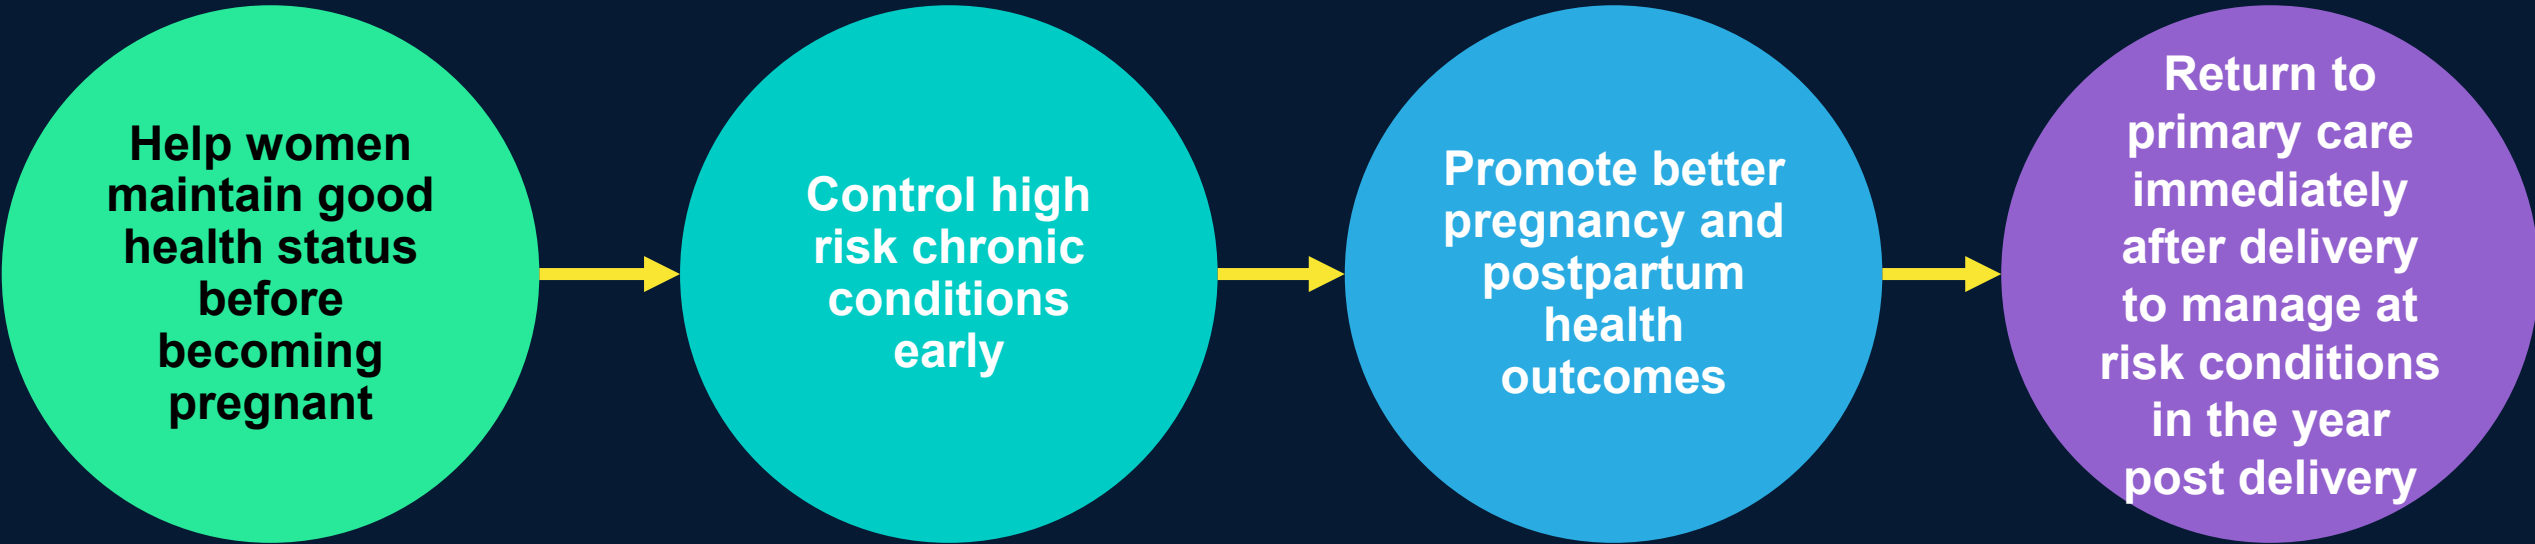 Help women
maintain good
health status
before
becoming
pregnant
Control high
risk chronic
conditions
early
Promote better
pregnancy and
postpartum
health
outcomes
Return to
primary care
immediately
after delivery
to manage at
risk conditions
in the year
post delivery